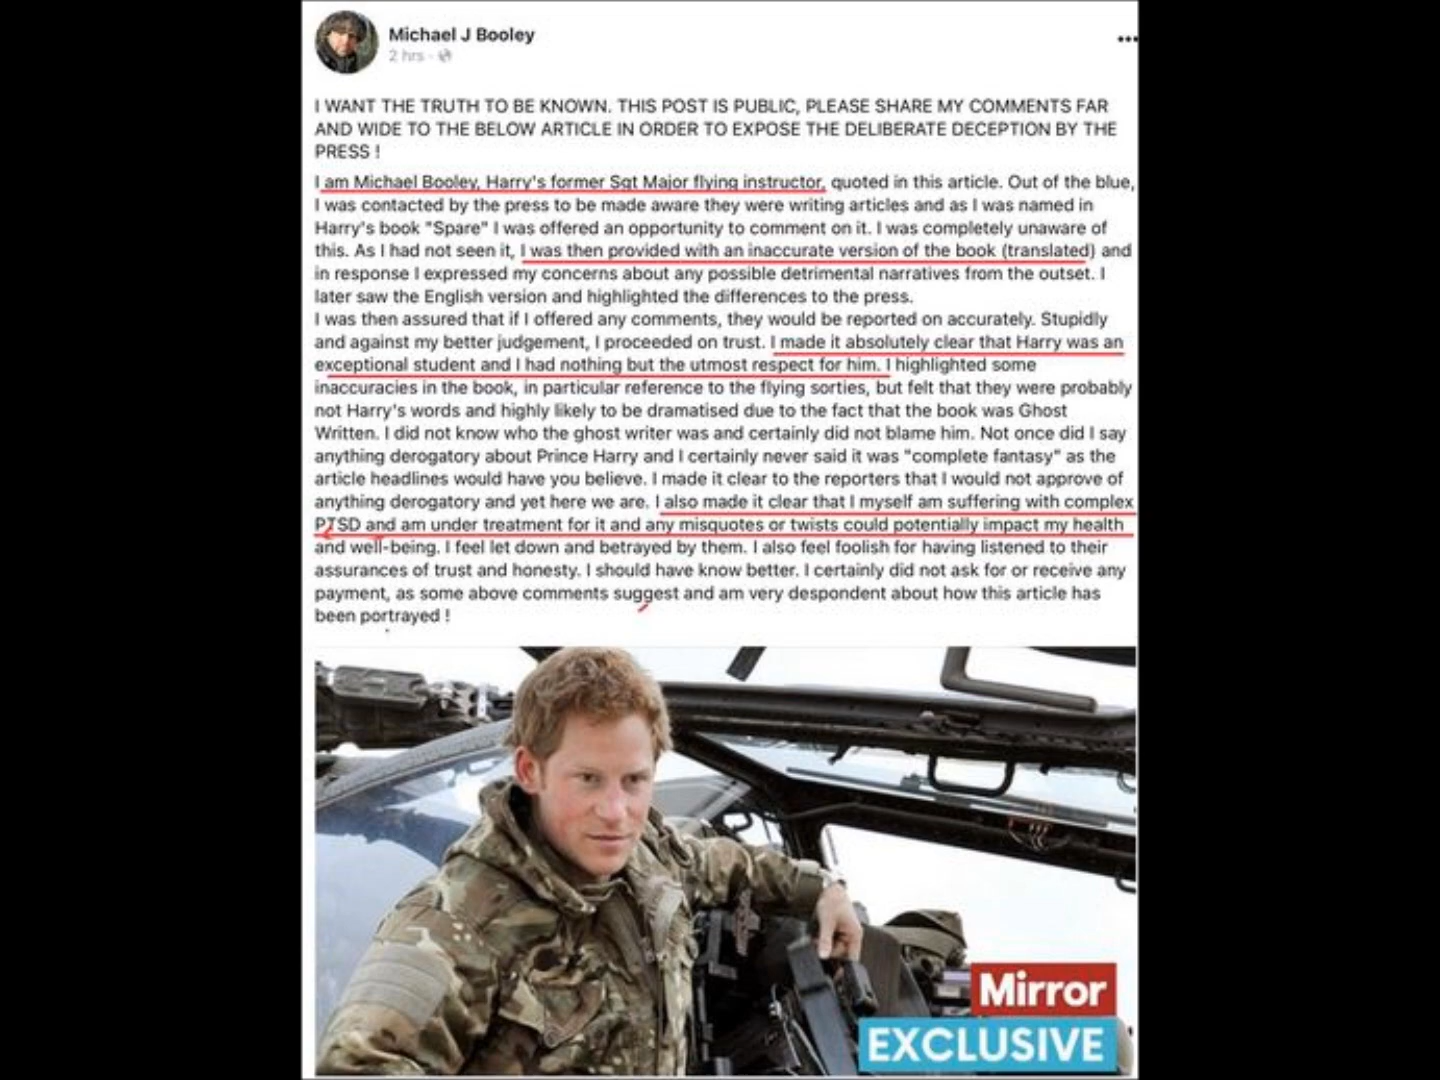 Michael J Booley
2 hrs ·
I WANT THE TRUTH TO BE KNOWN. THIS POST IS PUBLIC, PLEASE SHARE MY COMMENTS FAR
AND WIDE TO THE BELOW ARTICLE IN ORDER TO EXPOSE THE DELIBERATE DECEPTION BY THE
PRESS !
I am Michael Booley, Harry's former Sgt Major flying instructor, quoted in this article. Out of the blue,
I was contacted by the press to be made aware they were writing articles and as I was named in
Harry's book "Spare" I was offered an opportunity to comment on it. I was completely unaware of
this. As I had not seen it, I was then provided with an inaccurate version of the book (translated) and
in response I expressed my concerns about any possible detrimental narratives from the outset. I
later saw the English version and highlighted the differences to the press.
I was then assured that if I offered any comments, they would be reported on accurately. Stupidly
and against my better judgement, I proceeded on trust. I made it absolutely clear that Harry was an
exceptional student and I had nothing but the utmost respect for him. I highlighted some
inaccuracies in the book, in particular reference to the flying sorties, but felt that they were probably
not Harry's words and highly likely to be dramatised due to the fact that the book was Ghost
Written. I did not know who the ghost writer was and certainly did not blame him. Not once did I say
anything derogatory about Prince Harry and I certainly never said it was "complete fantasy" as the
article headlines would have you believe. I made it clear to the reporters that I would not approve of
anything derogatory and yet here we are. I also made it clear that I myself am suffering with complex
PTSD and am under treatment for it and any misquotes or twists could potentially impact my health
and well-being. I feel let down and betrayed by them. I also feel foolish for having listened to their
assurances of trust and honesty. I should have know better. I certainly did not ask for or receive any
payment, as some above comments suggest and am very despondent about how this article has
been portrayed !
Mirror
EXCLUSIVE